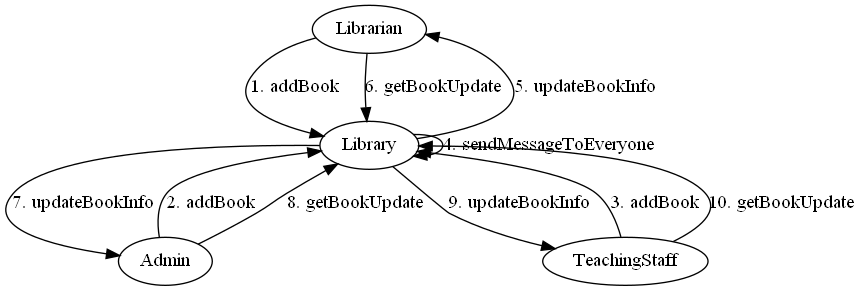 Librarian
1. addBook
6. getBookUpdate
5. updateBookInfo
Library
4. sendMessageToEveryone
7. updateBookInfo
2. addBook
8. getBookUpdate
9. updateBookInfo
3. addBook
10. getBookUpdate
Admin
TeachingStaff